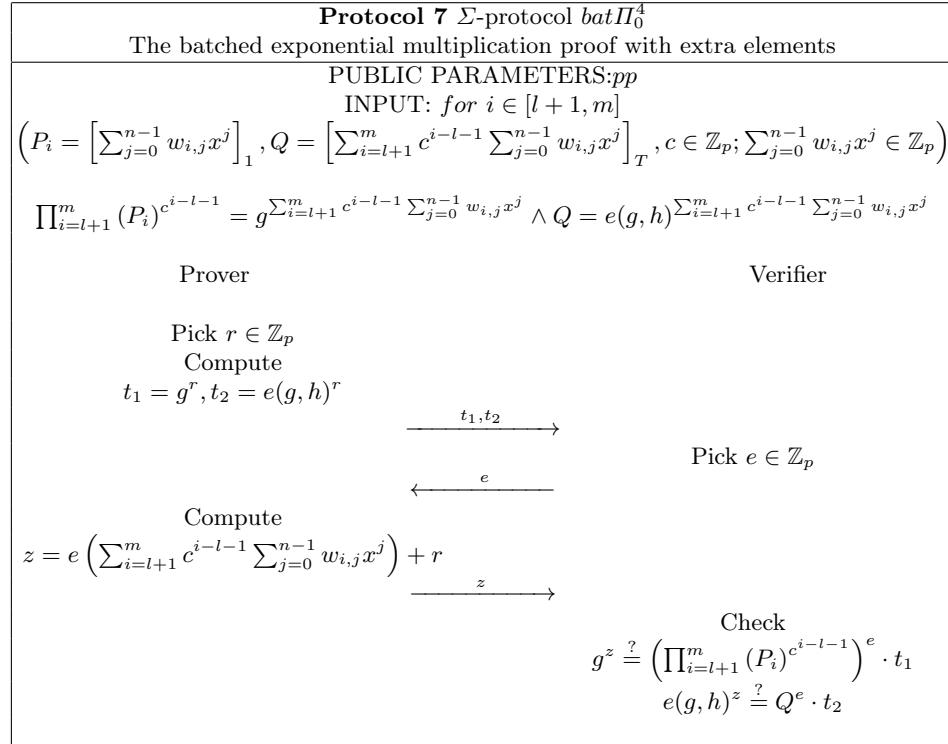 Protocol 7 Σ-protocol batΠ₀⁴
The batched exponential multiplication proof with extra elements
PUBLIC PARAMETERS:pp
INPUT: for i ∈ [l + 1, m]
(P_i = [∑_{j=0}^{n−1} w_{i,j}x^j]_1, Q = [∑_{i=l+1}^{m} c^{i−l−1} ∑_{j=0}^{n−1} w_{i,j}x^j]_T, c ∈ ℤ_p; ∑_{j=0}^{n−1} w_{i,j}x^j ∈ ℤ_p)
∏_{i=l+1}^{m} (P_i)^{c^{i−l−1}} = g^{∑_{i=l+1}^{m} c^{i−l−1} ∑_{j=0}^{n−1} w_{i,j}x^j} ∧ Q = e(g, h)^{∑_{i=l+1}^{m} c^{i−l−1} ∑_{j=0}^{n−1} w_{i,j}x^j}
Prover Verifier
Pick r ∈ ℤ_p
Compute
t_1 = g^r, t_2 = e(g, h)^r
t_1,t_2
Pick e ∈ ℤ_p
e
Compute
z = e (∑_{i=l+1}^{m} c^{i−l−1} ∑_{j=0}^{n−1} w_{i,j}x^j) + r
z
Check
g^z ≟ (∏_{i=l+1}^{m} (P_i)^{c^{i−l−1}})^e · t_1
e(g, h)^z ≟ Q^e · t_2